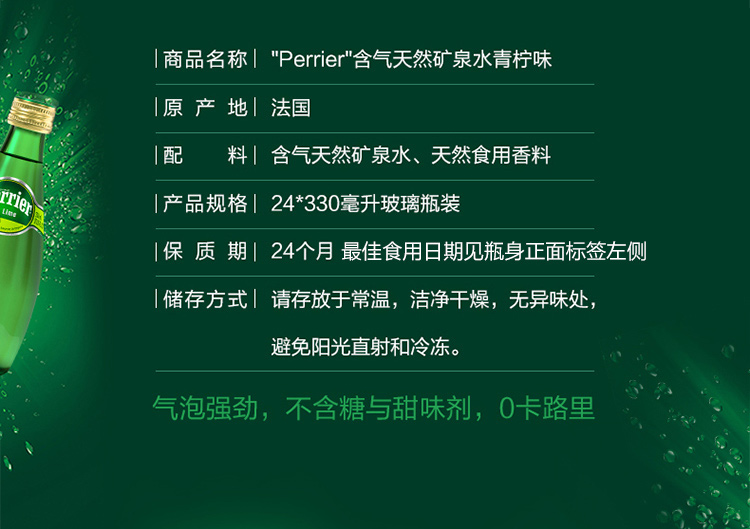 |商品名称| "Perrier"含气天然矿泉水青柠味
|原 产 地| 法国
|配 料| 含气天然矿泉水、天然食用香料
|产品规格| 24*330毫升玻璃瓶装
|保 质 期| 24个月 最佳食用日期见瓶身正面标签左侧
|储存方式| 请存放于常温，洁净干燥，无异味处，
避免阳光直射和冷冻。
气泡强劲，不含糖与甜味剂，0卡路里
Perrier
Lime